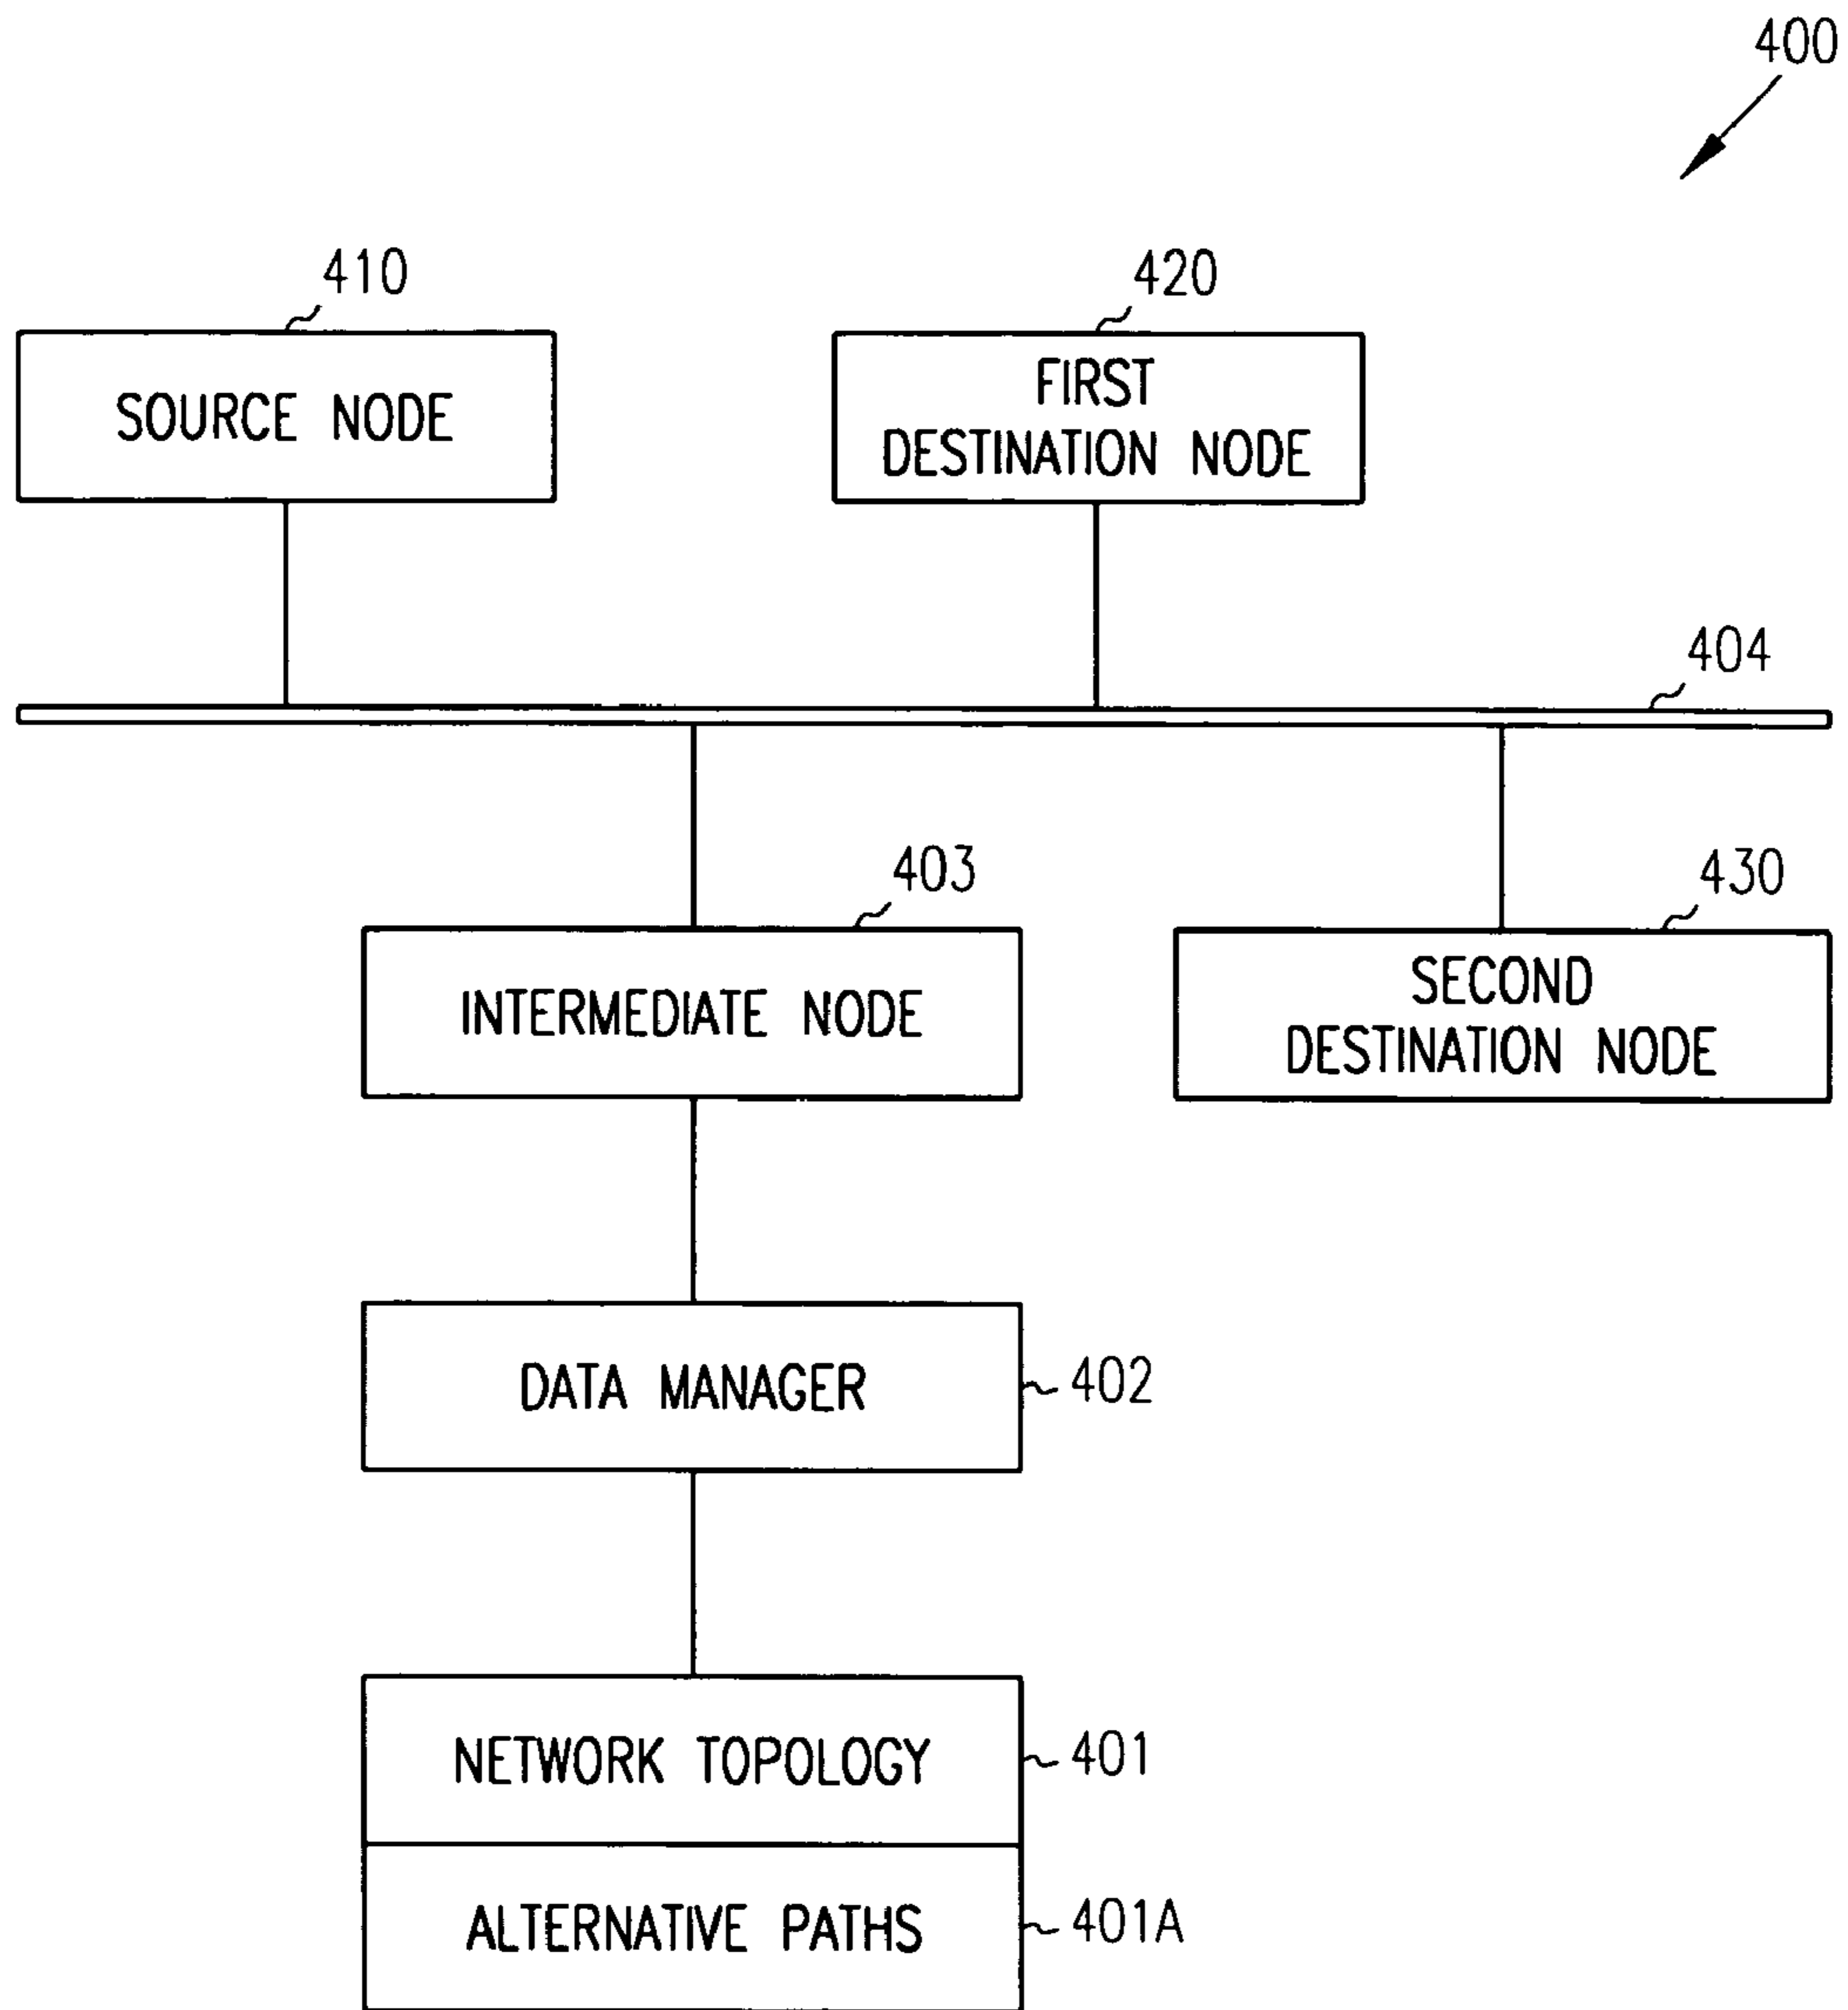 400
410
420
SOURCE NODE
FIRST
DESTINATION NODE
404
403
430
INTERMEDIATE NODE
SECOND
DESTINATION NODE
DATA MANAGER
402
NETWORK TOPOLOGY
401
ALTERNATIVE PATHS
401A